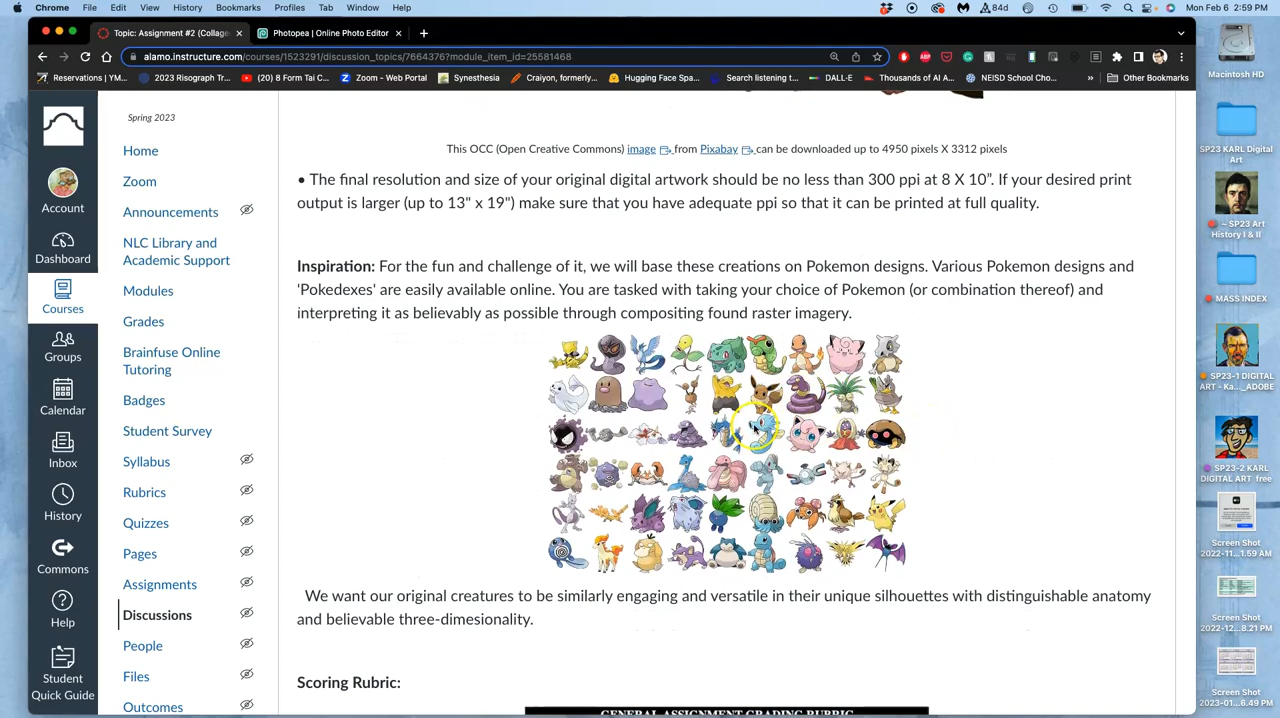 Chrome File Edit View History Bookmarks Profiles Tab Window Help
84d
Mon Feb 6 2:59 PM
Topic: Assignment #2 (Collage
Photopea | Online Photo Editor
alamo.instructure.com/courses/1523291/discussion_topics/7664376?module_item_id=25581468
Reservations | YM...
2023 Risograph Tr...
(20) 8 Form Tai C...
Zoom - Web Portal
Synesthesia
Craiyon, formerly...
Hugging Face Spa...
Search listening t...
DALL·E
Thousands of AI A...
NEISD School Cho...
»
Other Bookmarks
Account
Dashboard
Courses
Groups
Calendar
Inbox
History
Commons
Help
Student
Quick Guide
Spring 2023
Home
Zoom
Announcements
NLC Library and
Academic Support
Modules
Grades
Brainfuse Online
Tutoring
Badges
Student Survey
Syllabus
Rubrics
Quizzes
Pages
Assignments
Discussions
People
Files
Outcomes
This OCC (Open Creative Commons) image from Pixabay can be downloaded up to 4950 pixels X 3312 pixels
• The final resolution and size of your original digital artwork should be no less than 300 ppi at 8 X 10”. If your desired print
output is larger (up to 13" x 19") make sure that you have adequate ppi so that it can be printed at full quality.
Inspiration: For the fun and challenge of it, we will base these creations on Pokemon designs. Various Pokemon designs and
'Pokedexes' are easily available online. You are tasked with taking your choice of Pokemon (or combination thereof) and
interpreting it as believably as possible through compositing found raster imagery.
We want our original creatures to be similarly engaging and versatile in their unique silhouettes with distinguishable anatomy
and believable three-dimesionality.
Scoring Rubric:
GENERAL ASSIGNMENT GRADING RUBRIC
Macintosh HD
SP23 KARL Digital
Art
~ SP23 Art
History I & II
MASS INDEX
SP23-1 DIGITAL
ART - Ka..._ADOBE
SP23-2 KARL
DIGITAL ART free
Screen Shot
2022-11...1.59 AM
Screen Shot
2022-12...8.21 PM
Screen Shot
2023-01...6.49 PM